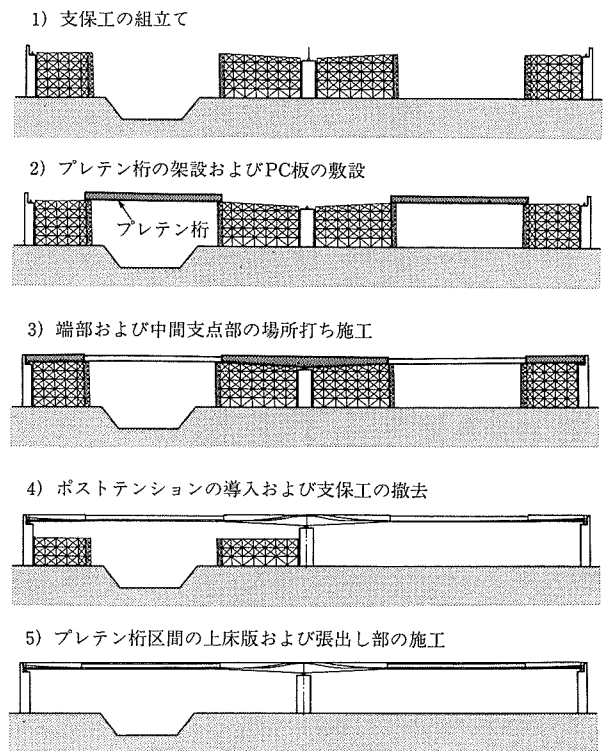 1) 支保工の組立て
2) プレテン桁の架設およびPC板の敷設
プレテン桁
3) 端部および中間支点部の場所打ち施工
4) ポストテンションの導入および支保工の撤去
5) プレテン桁区間の上床版および張出し部の施工